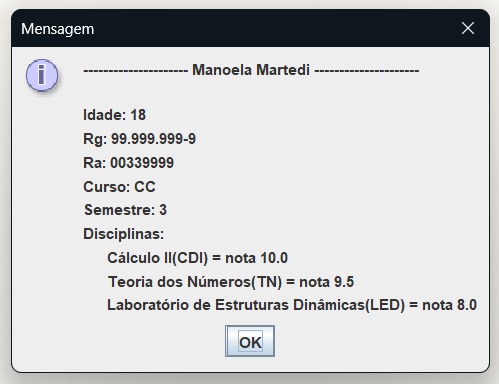 Mensagem
--------------------- Manoela Martedi ---------------------
Idade: 18
Rg: 99.999.999-9
Ra: 00339999
Curso: CC
Semestre: 3
Disciplinas:
Cálculo II(CDI) = nota 10.0
Teoria dos Números(TN) = nota 9.5
Laboratório de Estruturas Dinâmicas(LED) = nota 8.0
OK